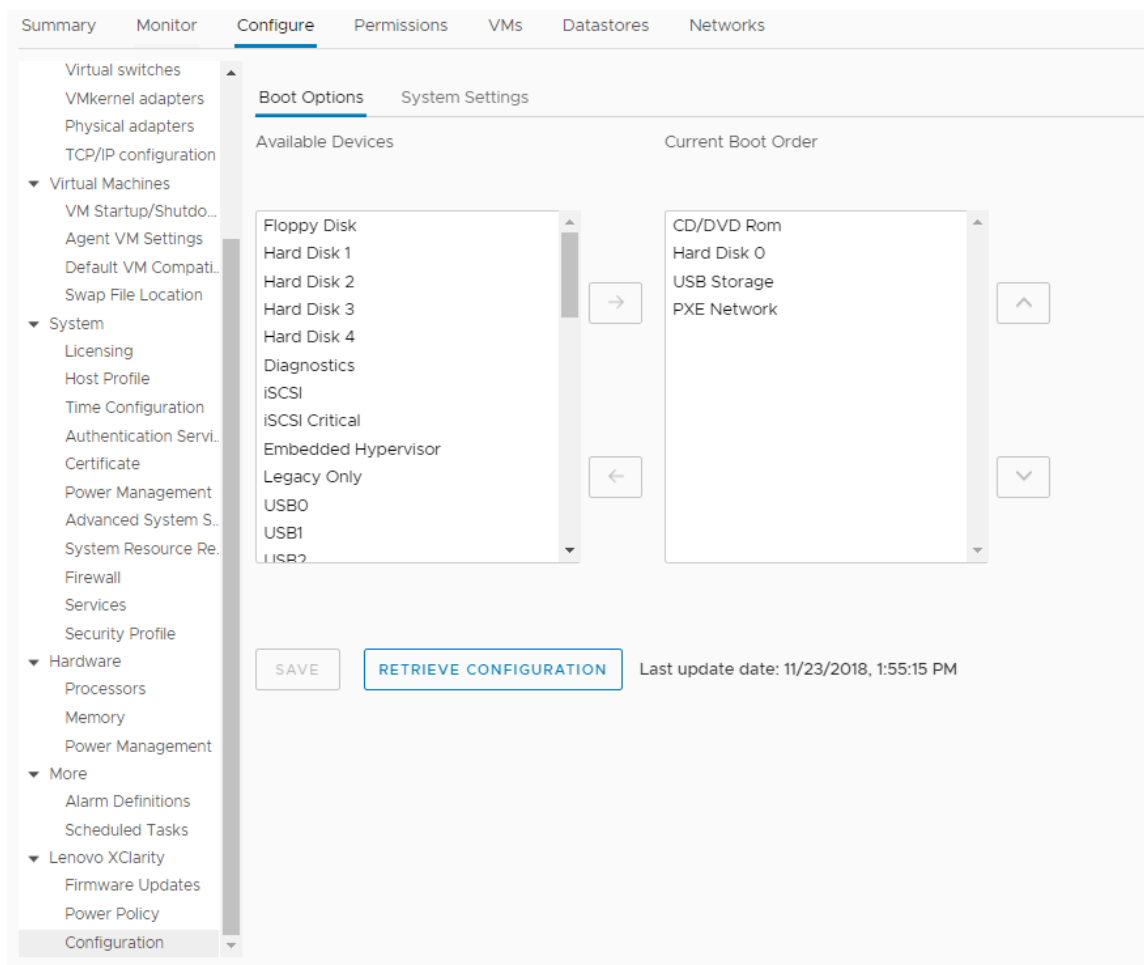 Summary Monitor Configure Permissions VMs Datastores Networks
Virtual switches
VMkernel adapters
Physical adapters
TCP/IP configuration
Virtual Machines
VM Startup/Shutdo...
Agent VM Settings
Default VM Compati..
Swap File Location
System
Licensing
Host Profile
Time Configuration
Authentication Servi..
Certificate
Power Management
Advanced System S..
System Resource Re.
Firewall
Services
Security Profile
Hardware
Processors
Memory
Power Management
More
Alarm Definitions
Scheduled Tasks
Lenovo XClarity
Firmware Updates
Power Policy
Configuration
Boot Options System Settings
Available Devices
Floppy Disk
Hard Disk 1
Hard Disk 2
Hard Disk 3
Hard Disk 4
Diagnostics
iSCSI
iSCSI Critical
Embedded Hypervisor
Legacy Only
USB0
USB1
USB2
Current Boot Order
CD/DVD Rom
Hard Disk 0
USB Storage
PXE Network
SAVE RETRIEVE CONFIGURATION Last update date: 11/23/2018, 1:55:15 PM